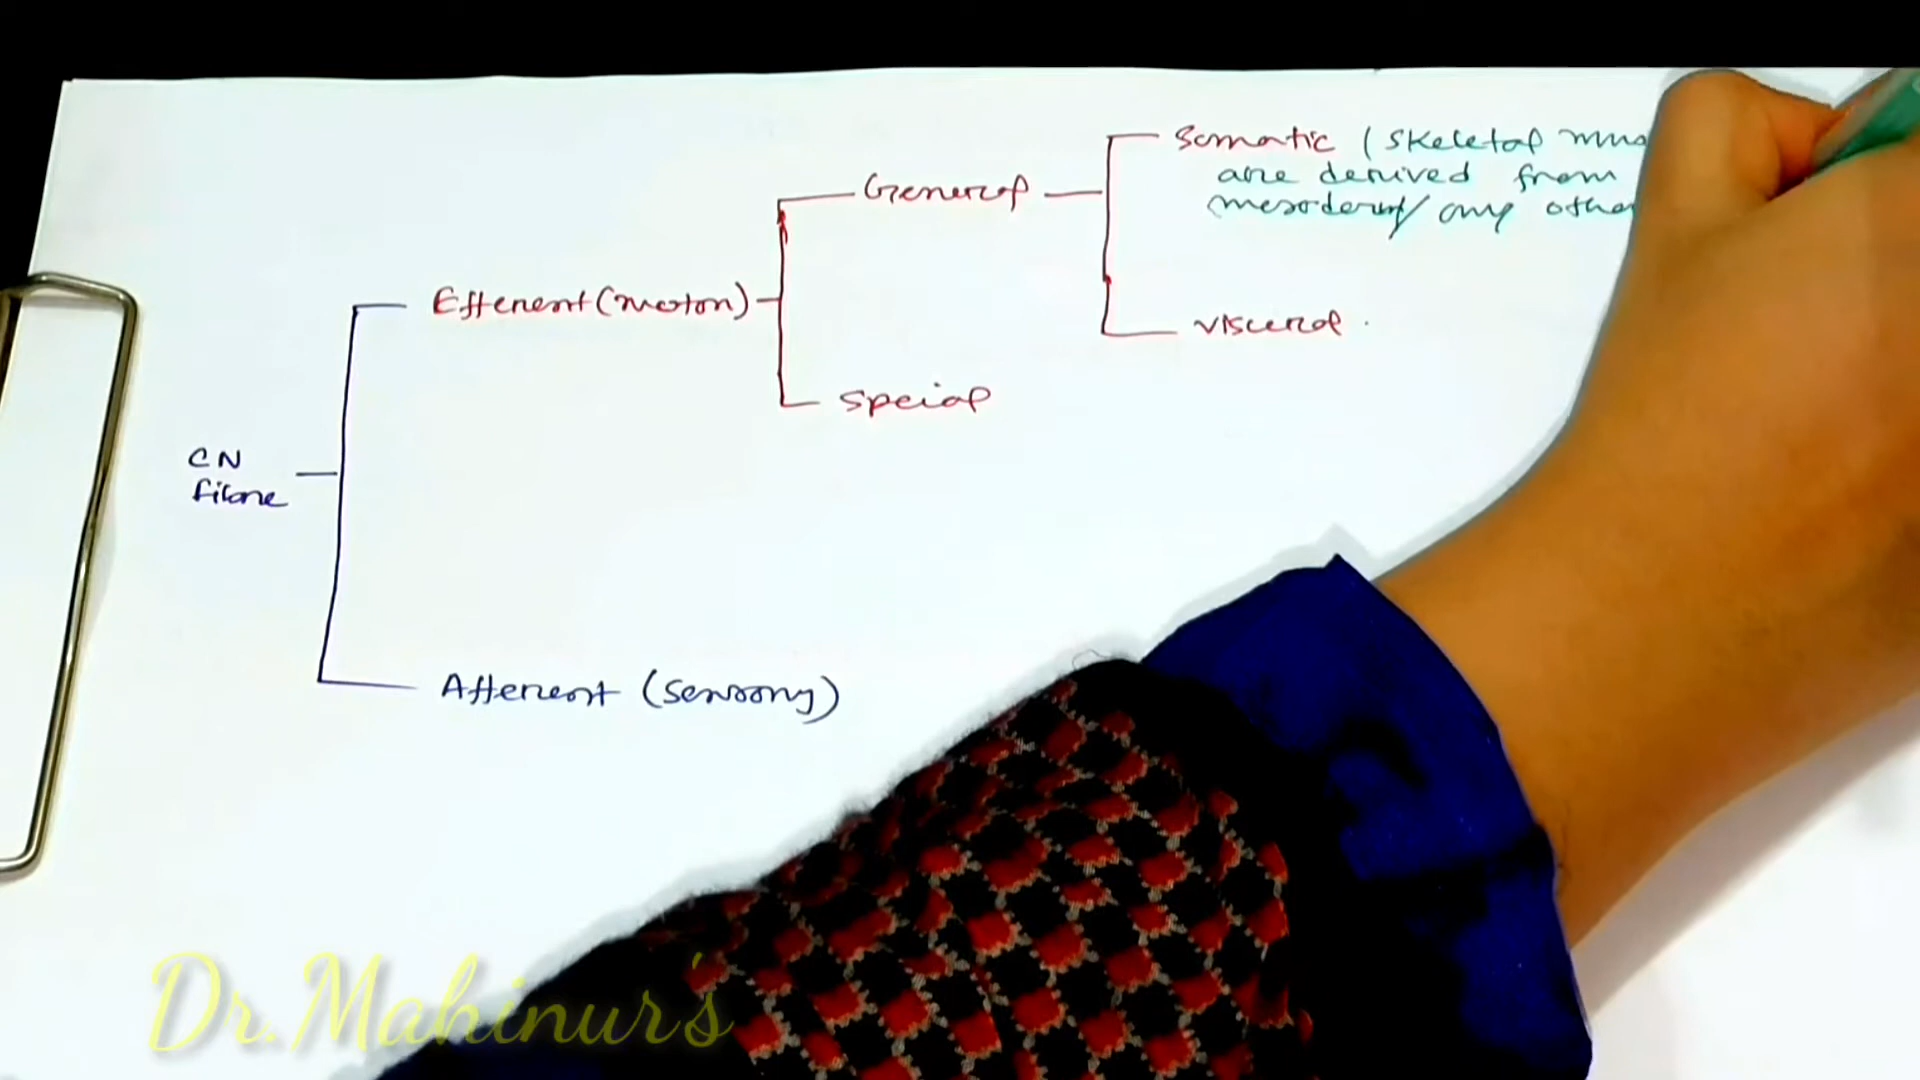 Somatic (skeletal mus
are derived from
General
mesoderm/ any other
Efferent (motor)
visceral
Special
CN
fibre
Afferent (sensory)
Dr.Mahinur's